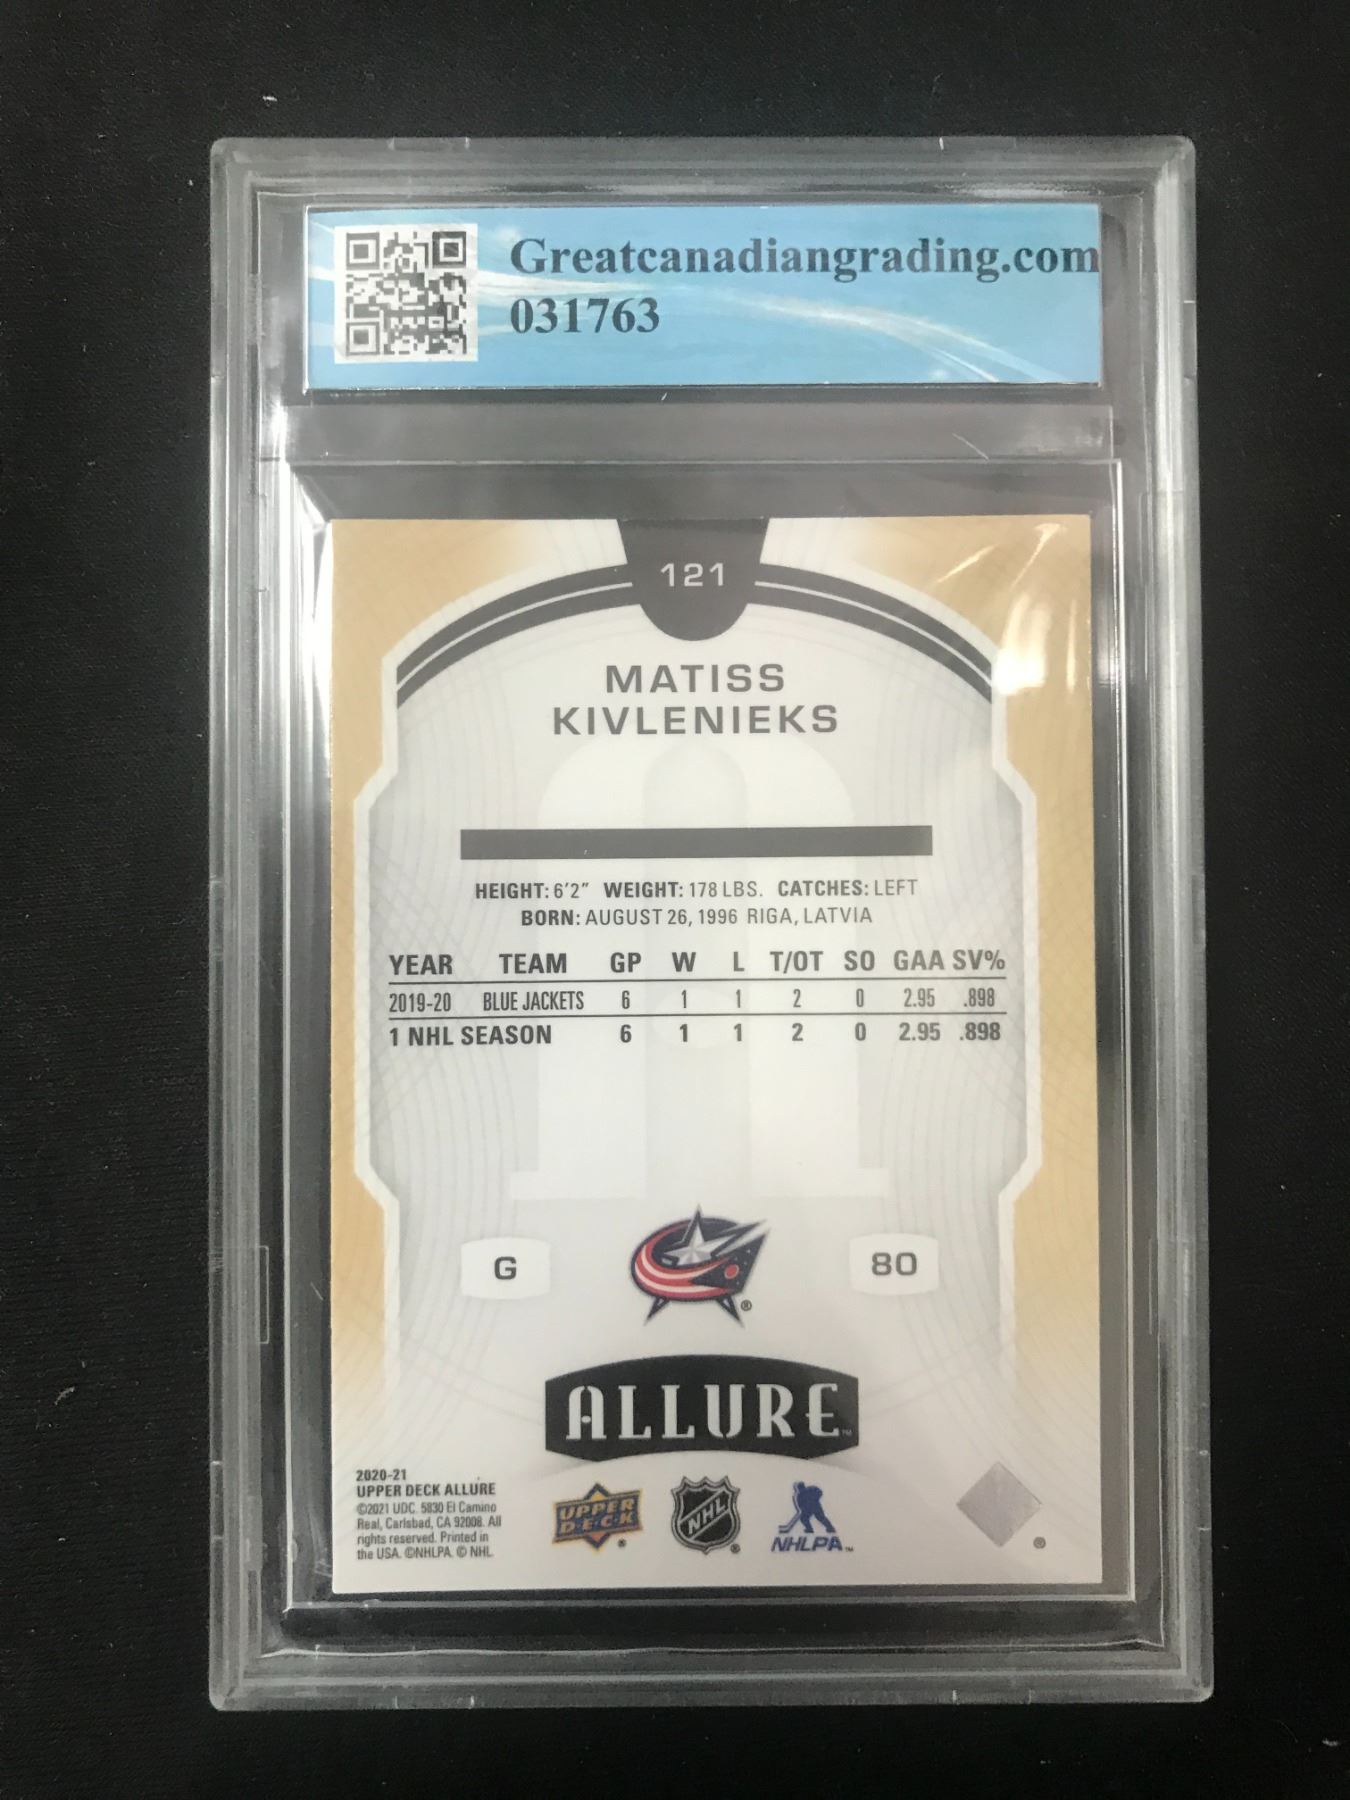 Greatcanadiangrading.com
031763
121
MATISS
KIVLENIEKS
HEIGHT: 6'2" WEIGHT: 178 LBS. CATCHES: LEFT
BORN: AUGUST 26, 1996 RIGA, LATVIA
YEAR TEAM GP W L T/OT SO GAA SV%
2019-20 BLUE JACKETS 6 1 1 2 0 2.95 .898
1 NHL SEASON 6 1 1 2 0 2.95 .898
G
®
80
ALLURE™
2020-21
UPPER DECK ALLURE
©2021 UDC. 5830 El Camino
Real, Carlsbad, CA 92008. All
rights reserved. Printed in
the USA. ©NHLPA. © NHL.
UPPER
DECK
®
NHL
®
NHLPA™
®